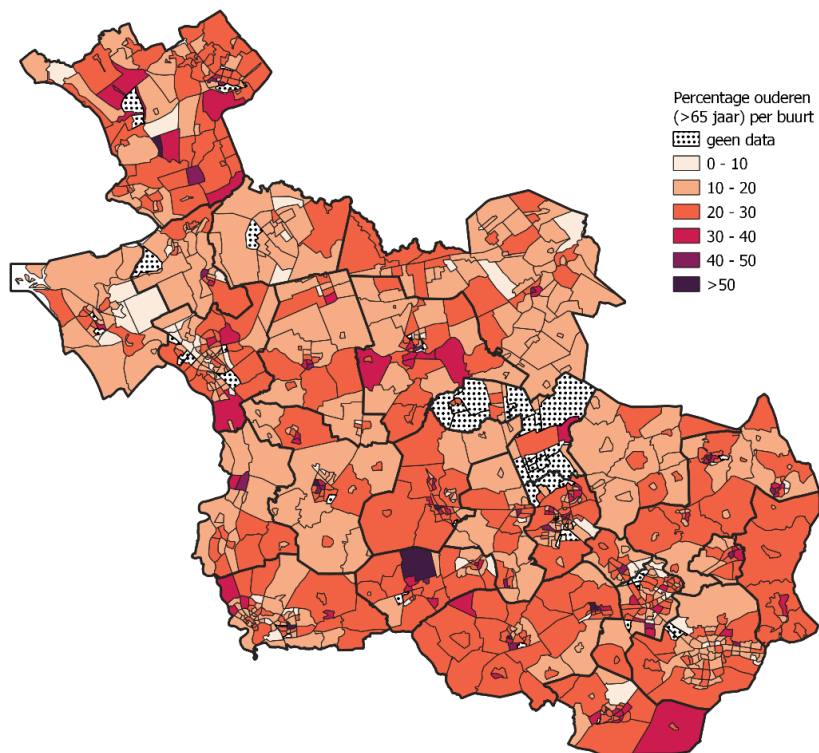 Percentage ouderen
(>65 jaar) per buurt
geen data
0 - 10
10 - 20
20 - 30
30 - 40
40 - 50
>50